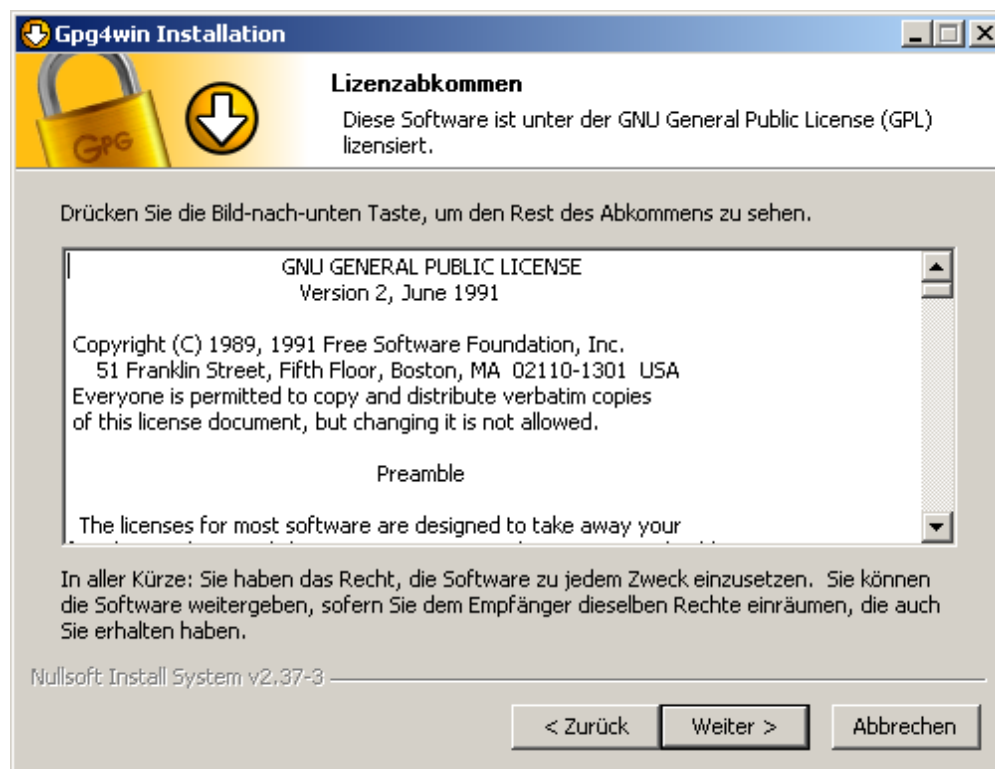 Gpg4win Installation
GPG
Lizenzabkommen
Diese Software ist unter der GNU General Public License (GPL)
lizensiert.
Drücken Sie die Bild-nach-unten Taste, um den Rest des Abkommens zu sehen.
GNU GENERAL PUBLIC LICENSE
Version 2, June 1991
Copyright (C) 1989, 1991 Free Software Foundation, Inc.
51 Franklin Street, Fifth Floor, Boston, MA  02110-1301  USA
Everyone is permitted to copy and distribute verbatim copies
of this license document, but changing it is not allowed.
Preamble
The licenses for most software are designed to take away your
In aller Kürze: Sie haben das Recht, die Software zu jedem Zweck einzusetzen.  Sie können
die Software weitergeben, sofern Sie dem Empfänger dieselben Rechte einräumen, die auch
Sie erhalten haben.
Nullsoft Install System v2.37-3
< Zurück
Weiter >
Abbrechen